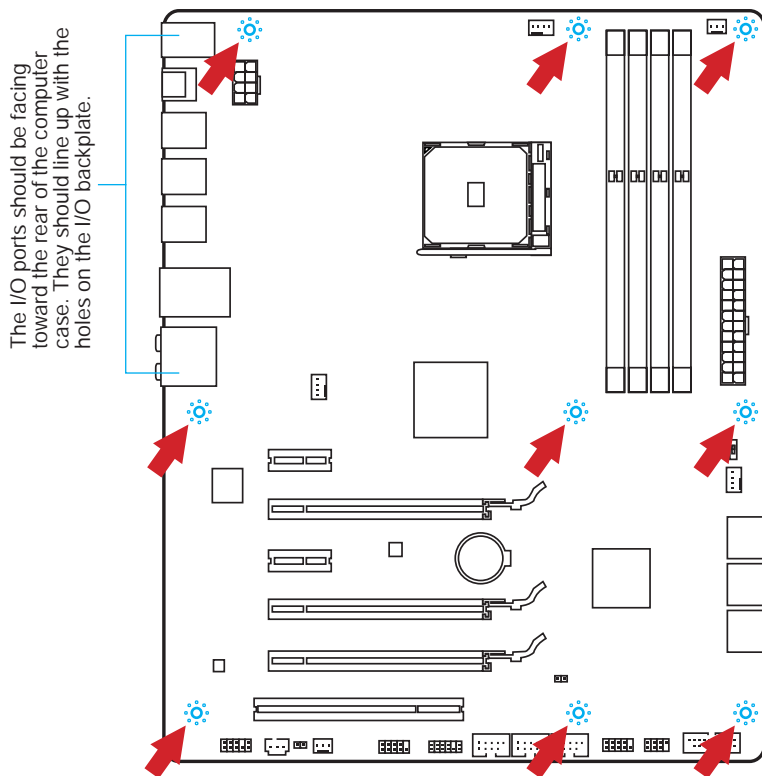 The I/O ports should be facing
toward the rear of the computer
case. They should line up with the
holes on the I/O backplate.